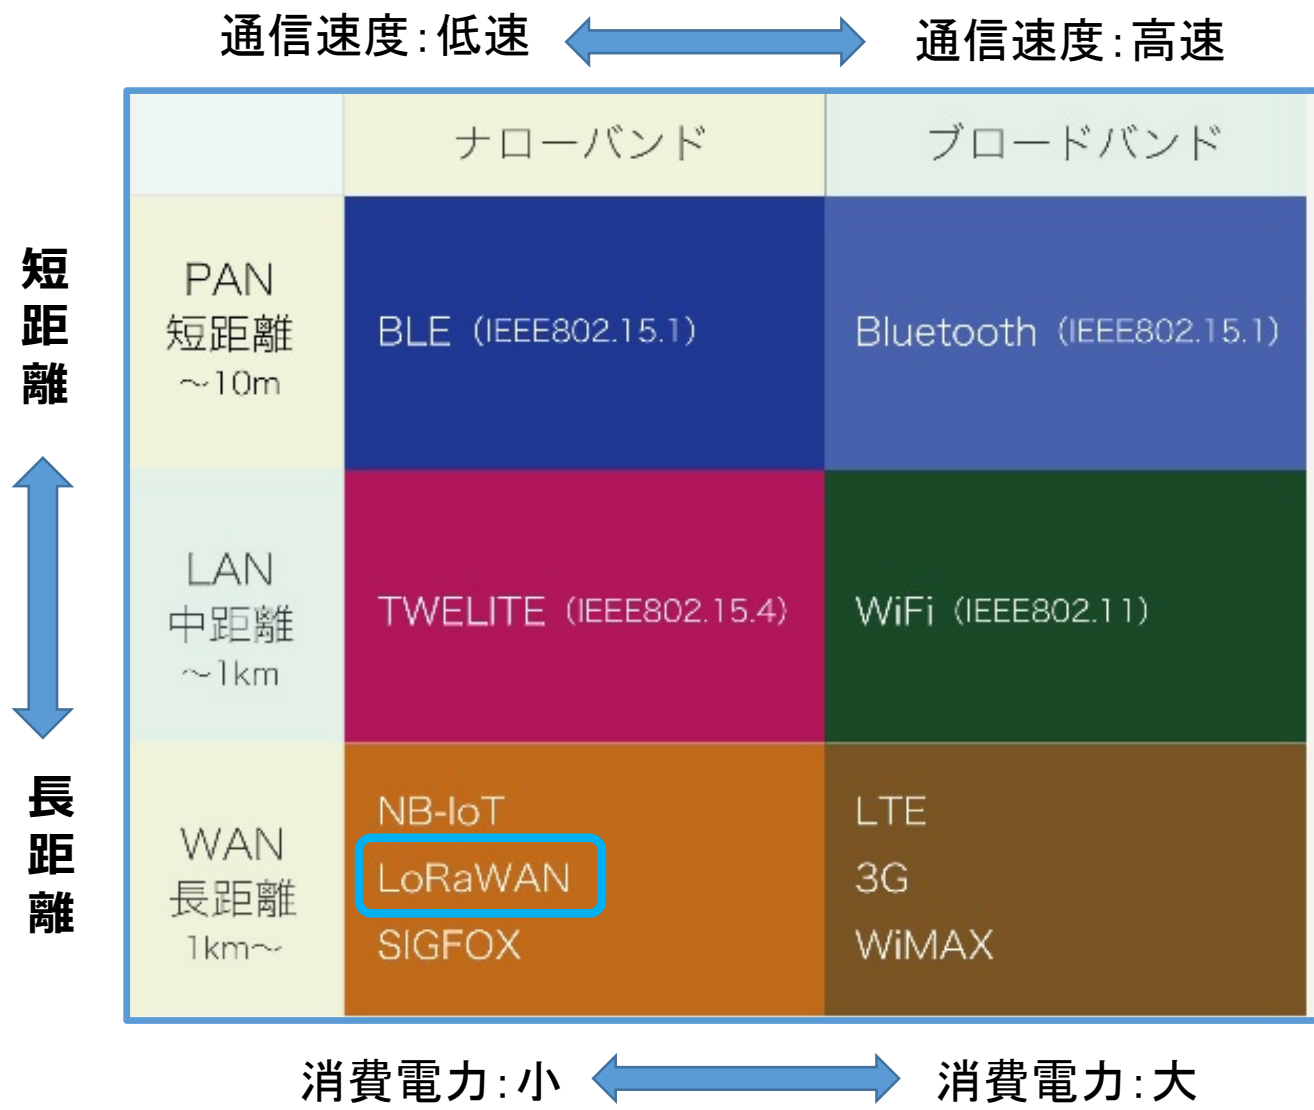 通信速度：低速
通信速度：高速
ナローバンド
ブロードバンド
短距離
PAN
短距離
～10m
BLE（IEEE802.15.1）
Bluetooth（IEEE802.15.1）
LAN
中距離
～1km
TWELITE（IEEE802.15.4）
WiFi（IEEE802.11）
長距離
WAN
長距離
1km～
NB-IoT
LoRaWAN
SIGFOX
LTE
3G
WiMAX
消費電力：小
消費電力：大